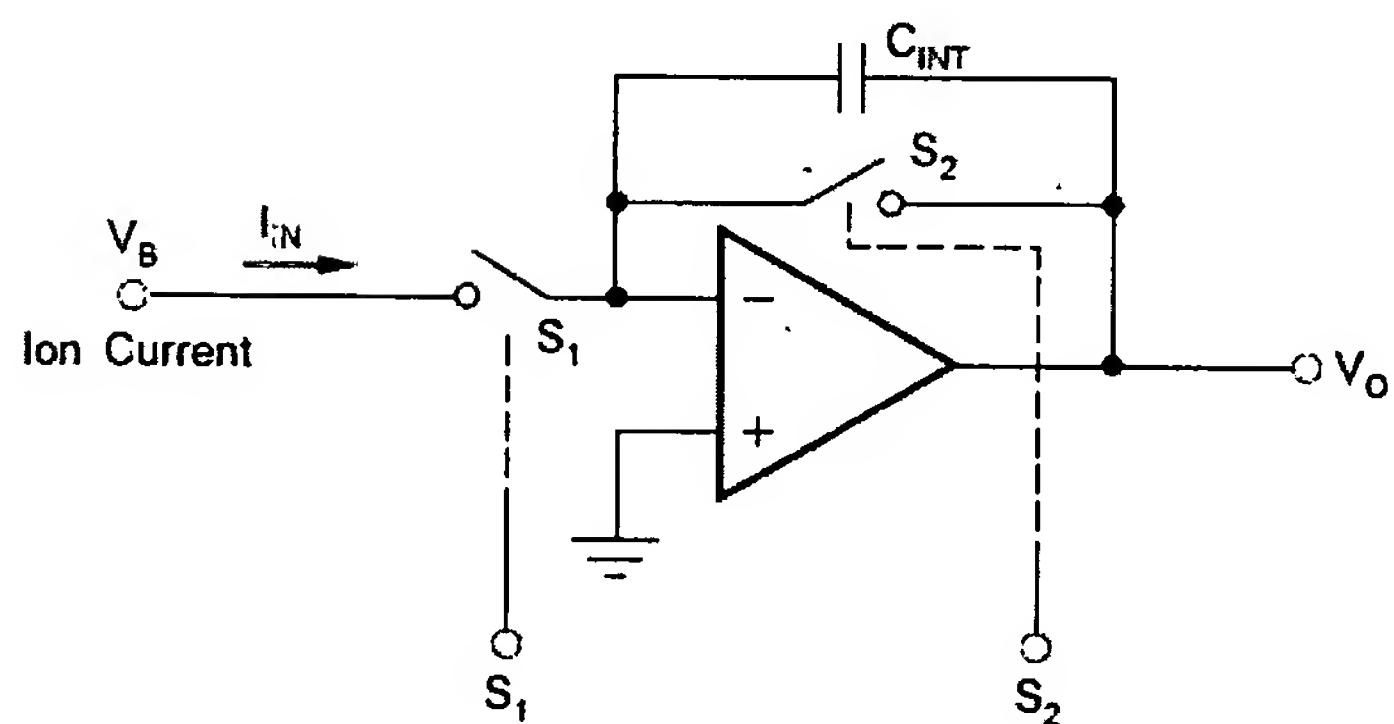 C_INT
S_2
V_B
I_IN
Ion Current
S_1
−
+
V_O
S_1
S_2